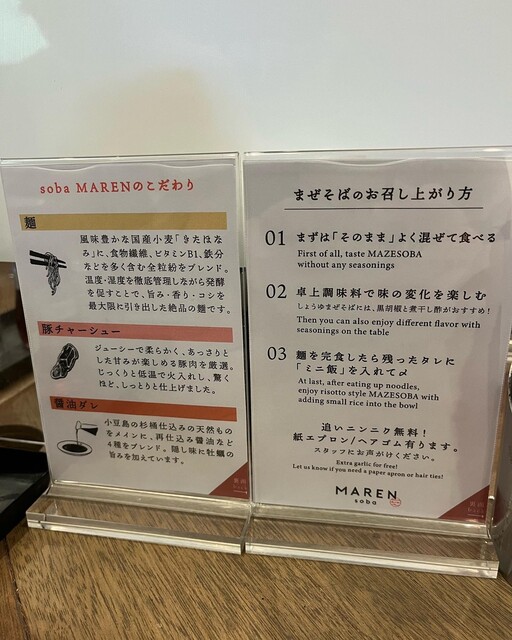 soba MARENのこだわり
麺
風味豊かな国産小麦「きたほな
み」に、食物繊維、ビタミンB1、鉄分
などを多く含む全粒粉をブレンド。
温度・湿度を徹底管理しながら発酵
を促すことで、旨み・香り・コシを
最大限に引き出した絶品の麺です。
豚チャーシュー
ジューシーで柔らかく、あっさりと
した甘みが楽しめる豚肉を厳選。
じっくりと低温で火入れし、驚く
ほど、しっとりと仕上げました。
醤油ダレ
小豆島の杉桶仕込みの天然もの
をメインに、再仕込み醤油など
4種をブレンド。隠し味に牡蠣の
旨みを加えています。
まぜそばのお召し上がり方
01 まずは「そのまま」よく混ぜて食べる
First of all, taste MAZESOBA
without any seasonings
02 卓上調味料で味の変化を楽しむ
しょうゆまぜそばには、黒胡椒と煮干し酢がおすすめ!
Then you can also enjoy different flavor with
seasonings on the table
03 麺を完食したら残ったタレに
「ミニ飯」を入れて〆
At last, after eating up noodles,
enjoy risotto style MAZESOBA with
adding small rice into the bowl
追いニンニク無料!
紙エプロン/ヘアゴム有ります。
スタッフにお声がけください。
Extra garlic for free!
Let us know if you need a paper apron or hair ties!
MAREN
soba